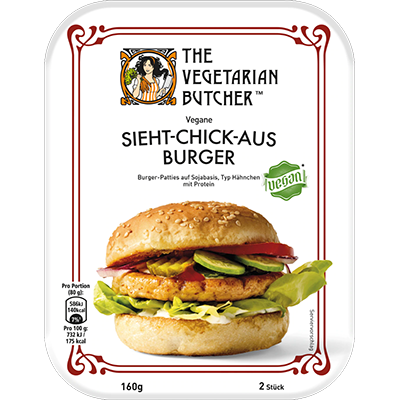 THE
VEGETARIAN
BUTCHER™
Vegane
SIEHT-CHICK-AUS
BURGER
Burger-Patties auf Sojabasis, Typ Hähnchen
mit Protein
vegan
Pro Portion
(80 g):
586kJ
140kcal
7%
Pro 100 g:
732 kJ /
175 kcal
Serviervorschlag
160g
2 Stück